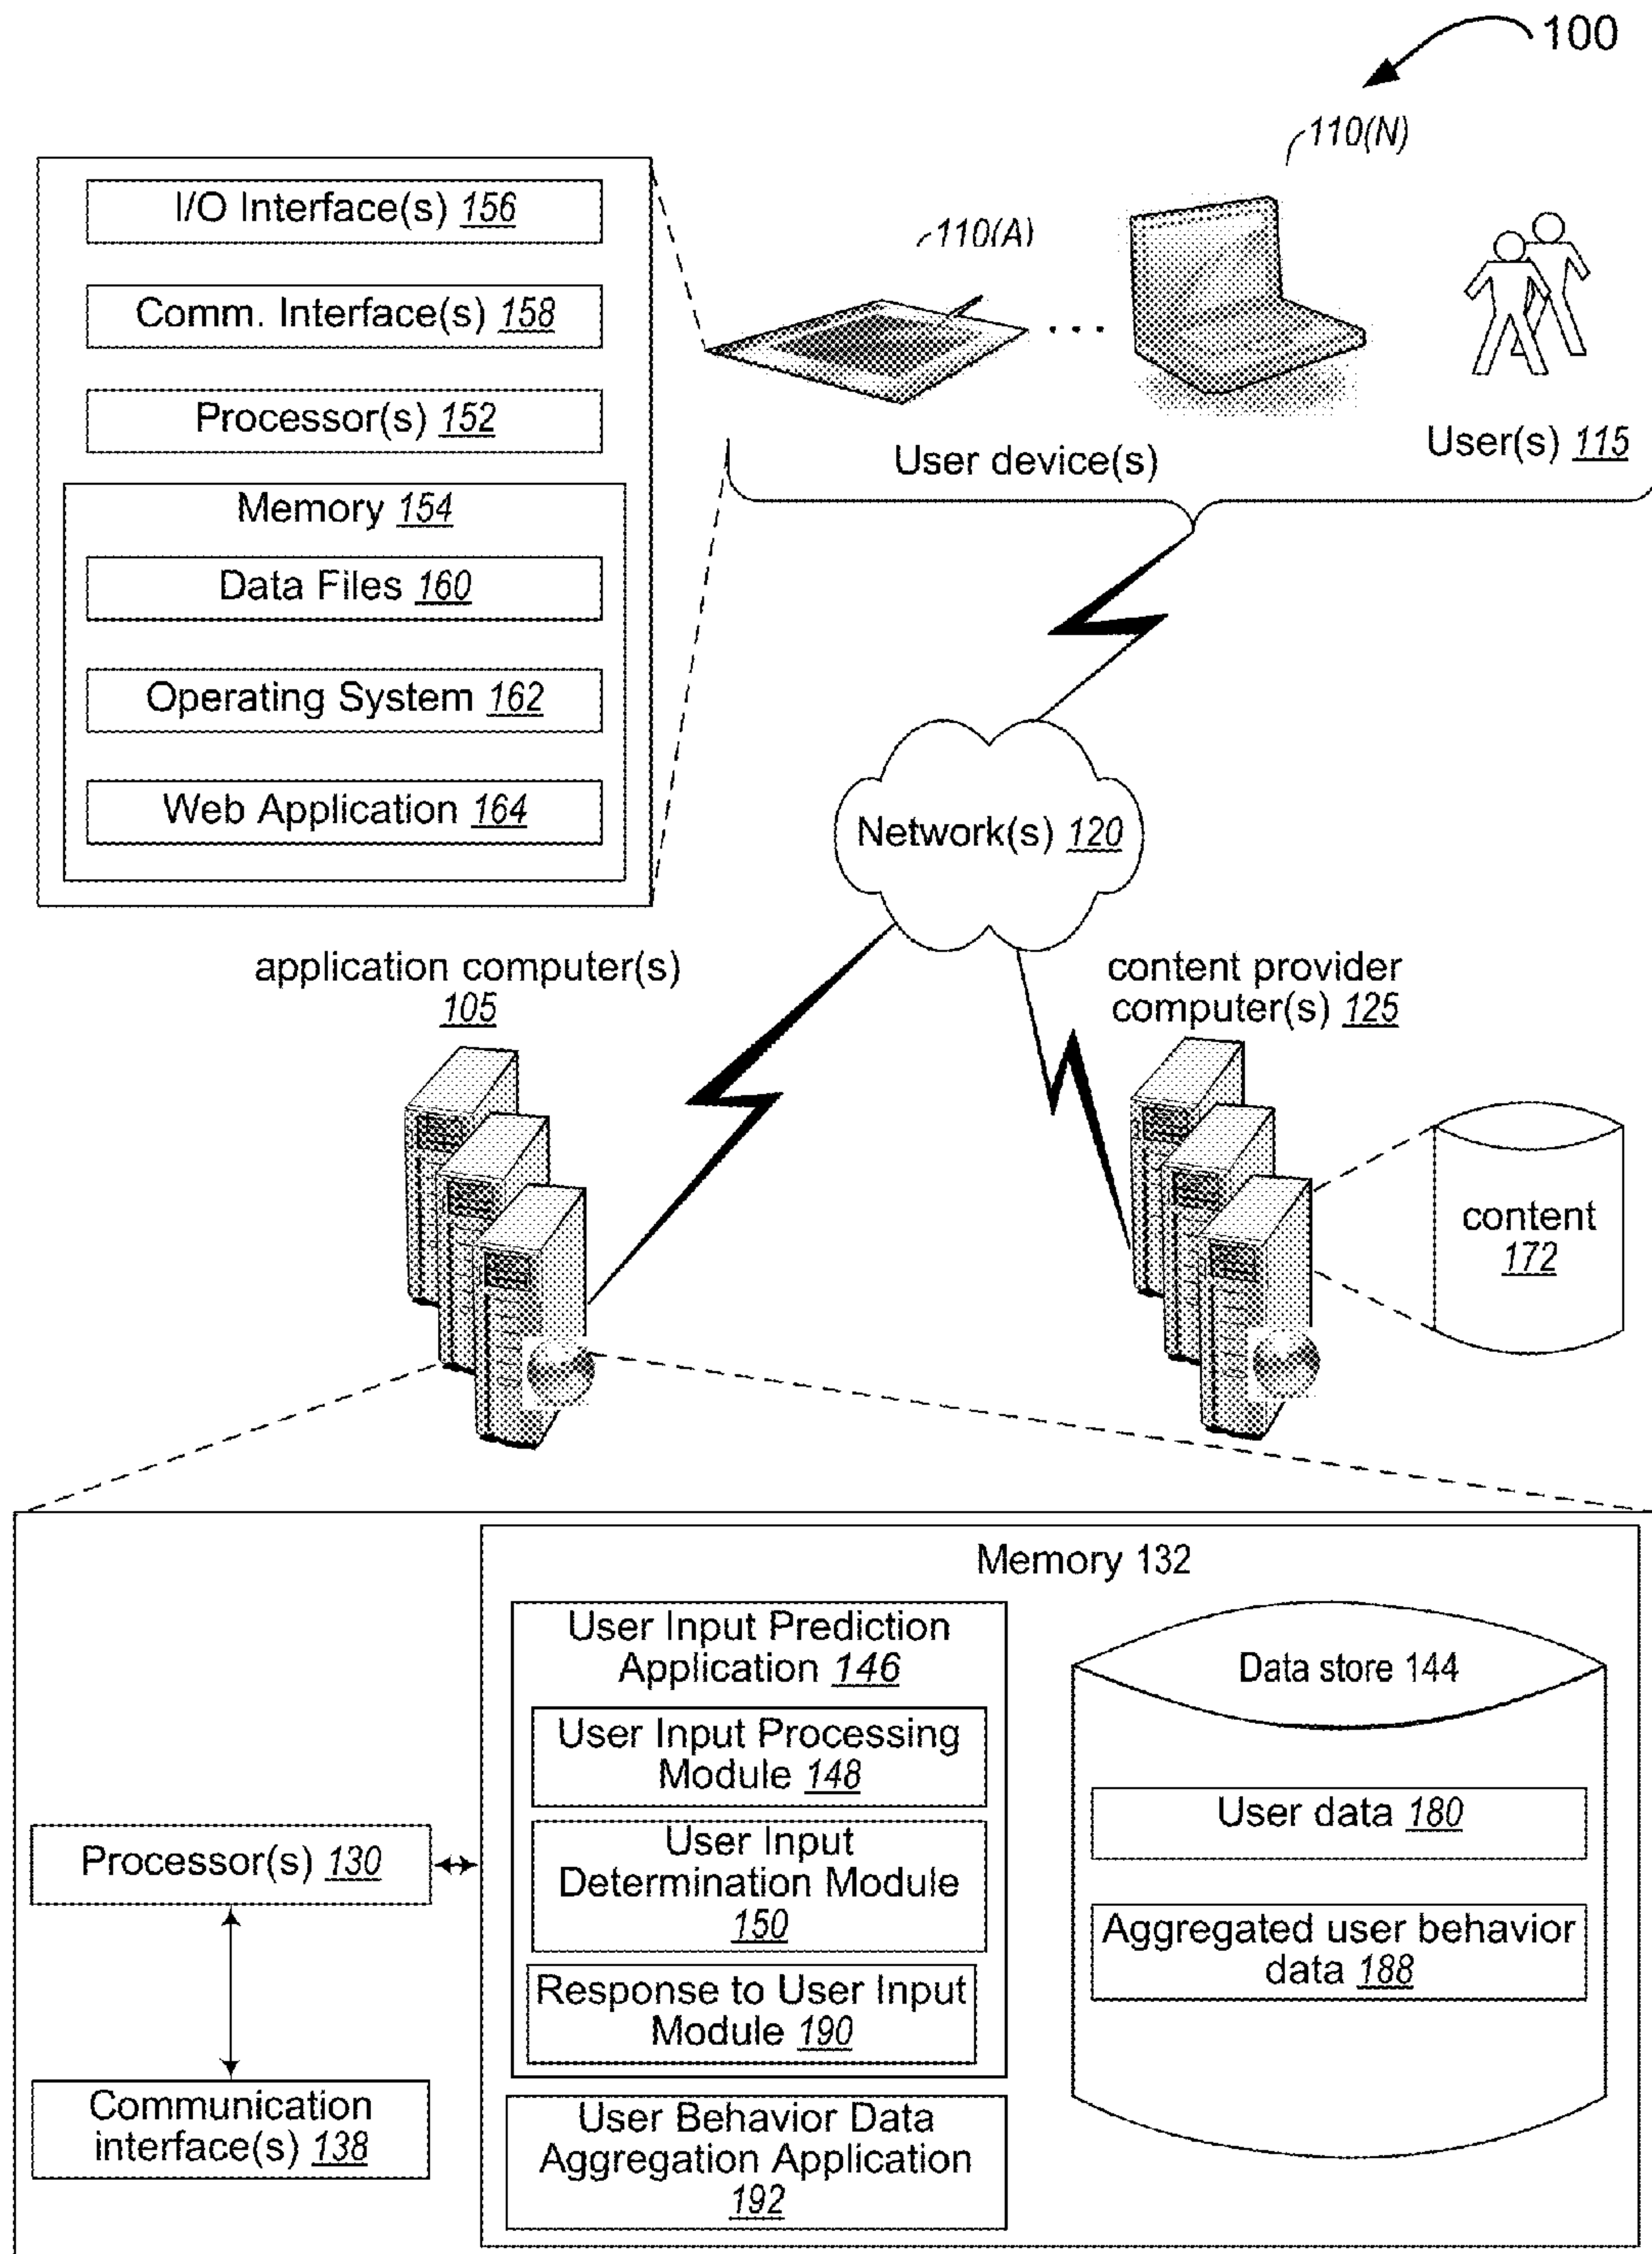 100
110(N)
110(A)
I/O Interface(s) 156
Comm. Interface(s) 158
Processor(s) 152
Memory 154
Data Files 160
Operating System 162
Web Application 164
. . .
User device(s)
User(s) 115
Network(s) 120
application computer(s)
105
content provider
computer(s) 125
content
172
Memory 132
User Input Prediction
Application 146
User Input Processing
Module 148
User Input
Determination Module
150
Response to User Input
Module 190
User Behavior Data
Aggregation Application
192
Data store 144
User data 180
Aggregated user behavior
data 188
Processor(s) 130
Communication
interface(s) 138